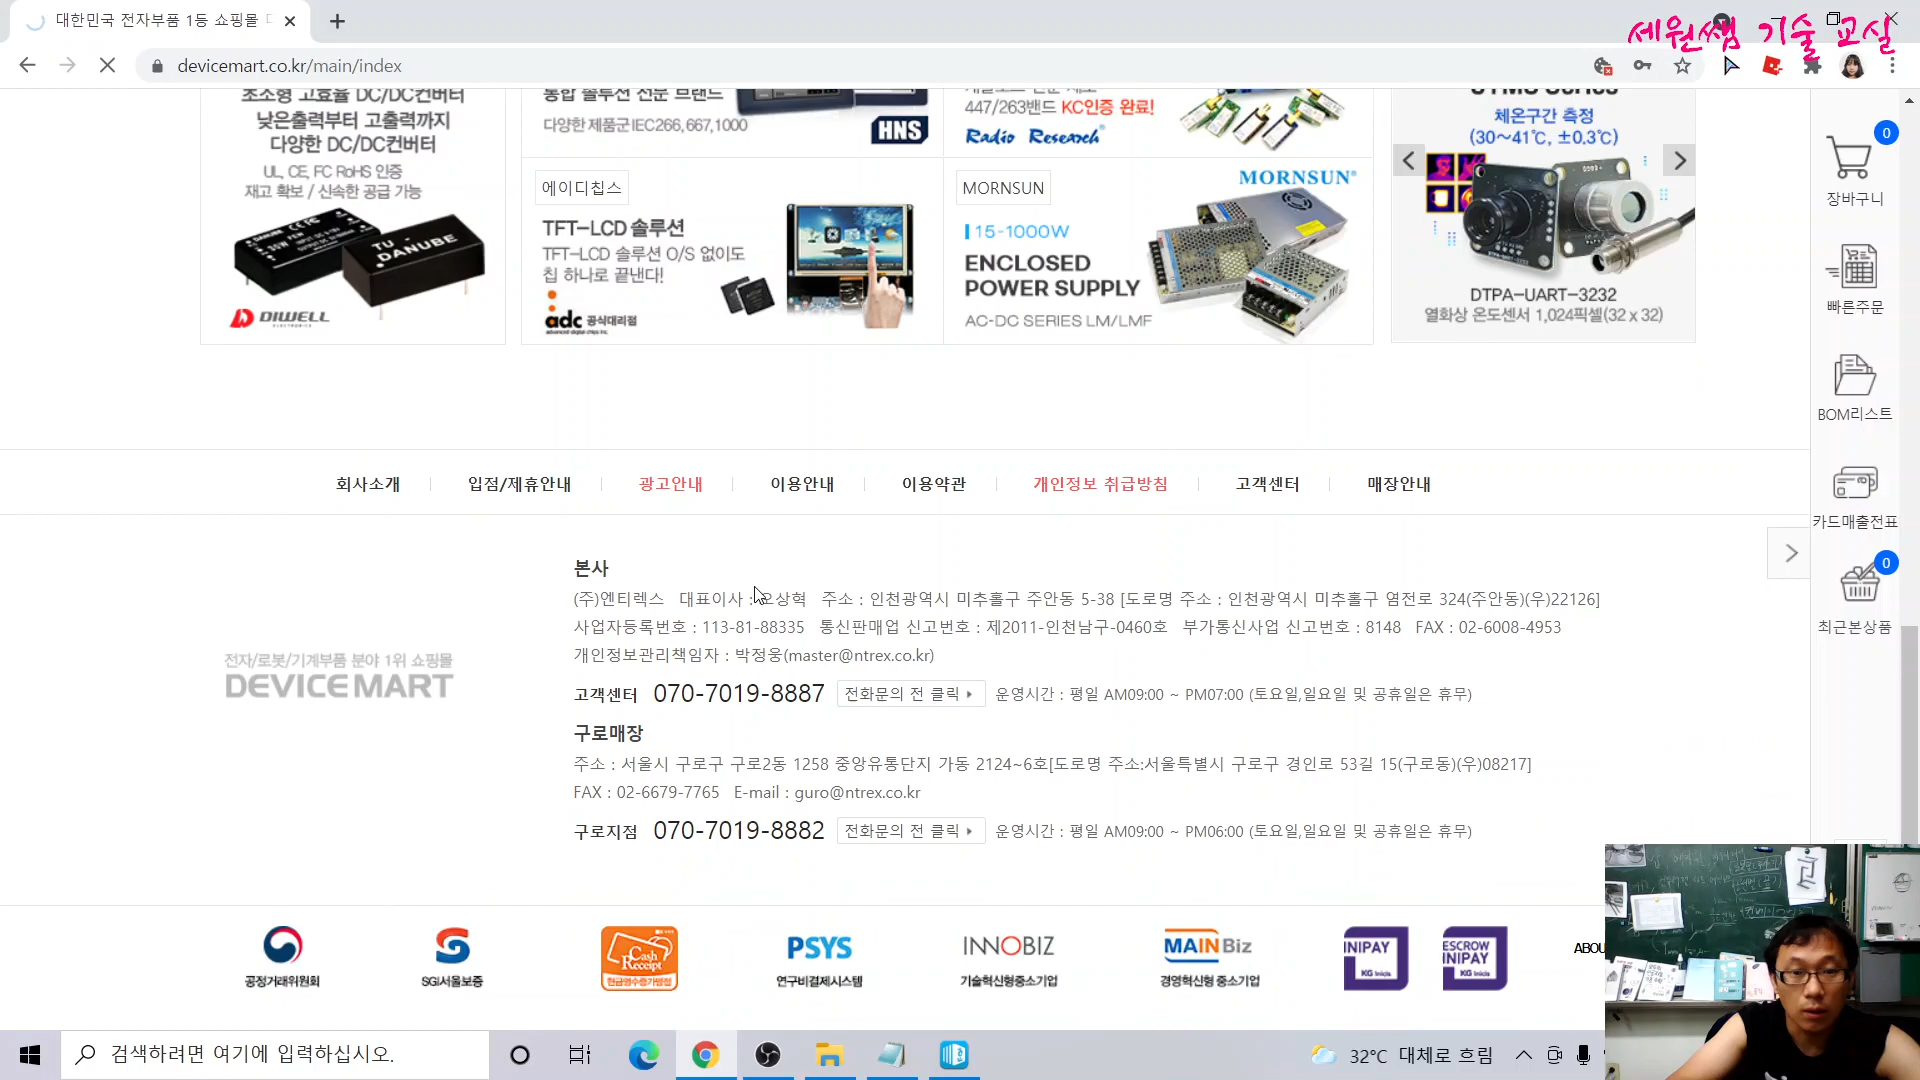 대한민국 전자부품 1등 쇼핑몰
세원쌤 기술 교실
devicemart.co.kr/main/index
초소형 고효율 DC/DC컨버터
낮은출력부터 고출력까지
다양한 DC/DC컨버터
UL, CE, FC RoHS 인증
재고 확보 / 신속한 공급 가능
TU DANUBE
DIWELL
통합 솔루션 전문 브랜드
다양한 제품군IEC266,667,1000
HNS
447/263밴드 KC인증 완료!
Radio Research
에이디칩스
TFT-LCD 솔루션
TFT-LCD 솔루션 O/S 없이도
칩 하나로 끝낸다!
adc 공식대리점
MORNSUN
MORNSUN
15-1000W
ENCLOSED
POWER SUPPLY
AC-DC SERIES LM/LMF
체온구간 측정
(30~41℃, ±0.3℃)
DTPA-UART-3232
열화상 온도센서 1,024픽셀(32 x 32)
0
장바구니
빠른주문
BOM리스트
카드매출전표
0
최근본상품
회사소개
입점/제휴안내
광고안내
이용안내
이용약관
개인정보 취급방침
고객센터
매장안내
전자/로봇/기계부품 분야 1위 쇼핑몰
DEVICEMART
본사
(주)엔티렉스 대표이사 : 오상혁 주소 : 인천광역시 미추홀구 주안동 5-38 [도로명 주소 : 인천광역시 미추홀구 염전로 324(주안동)(우)22126]
사업자등록번호 : 113-81-88335 통신판매업 신고번호 : 제2011-인천남구-0460호 부가통신사업 신고번호 : 8148 FAX : 02-6008-4953
개인정보관리책임자 : 박정웅(master@ntrex.co.kr)
고객센터 070-7019-8887 전화문의 전 클릭 운영시간 : 평일 AM09:00 ~ PM07:00 (토요일,일요일 및 공휴일은 휴무)
구로매장
주소 : 서울시 구로구 구로2동 1258 중앙유통단지 가동 2124~6호[도로명 주소:서울특별시 구로구 경인로 53길 15(구로동)(우)08217]
FAX : 02-6679-7765 E-mail : guro@ntrex.co.kr
구로지점 070-7019-8882 전화문의 전 클릭 운영시간 : 평일 AM09:00 ~ PM06:00 (토요일,일요일 및 공휴일은 휴무)
공정거래위원회
SGI서울보증
Cash Receipt
현금영수증가맹점
PSYS
연구비결제시스템
INNOBIZ
기술혁신형중소기업
MAINBiz
경영혁신형 중소기업
INIPAY
KG Inicis
ESCROW
INIPAY
KG Inicis
ABOU
검색하려면 여기에 입력하십시오.
32℃ 대체로 흐림